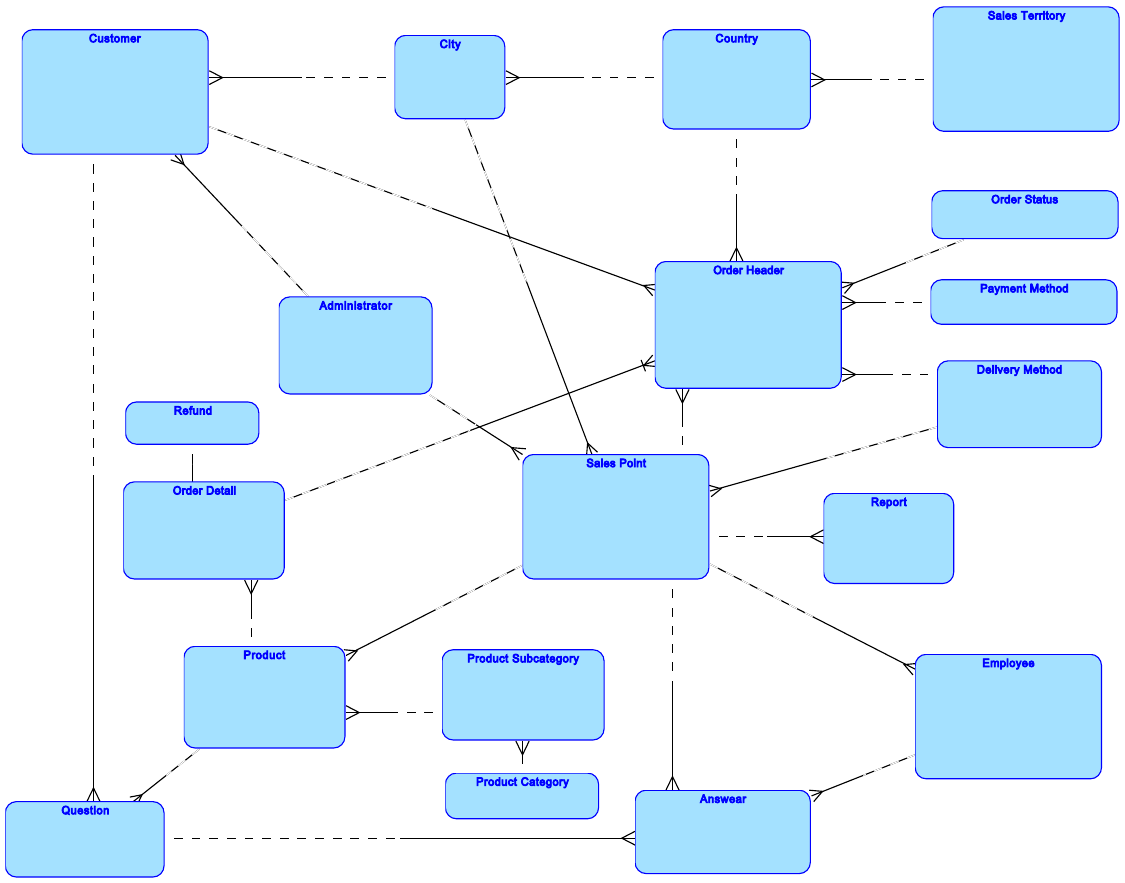 Customer
City
Country
Sales Territory
Order Status
Order Header
Payment Method
Administrator
Delivery Method
Refund
Sales Point
Order Detail
Report
Product
Product Subcategory
Employee
Product Category
Question
Answear